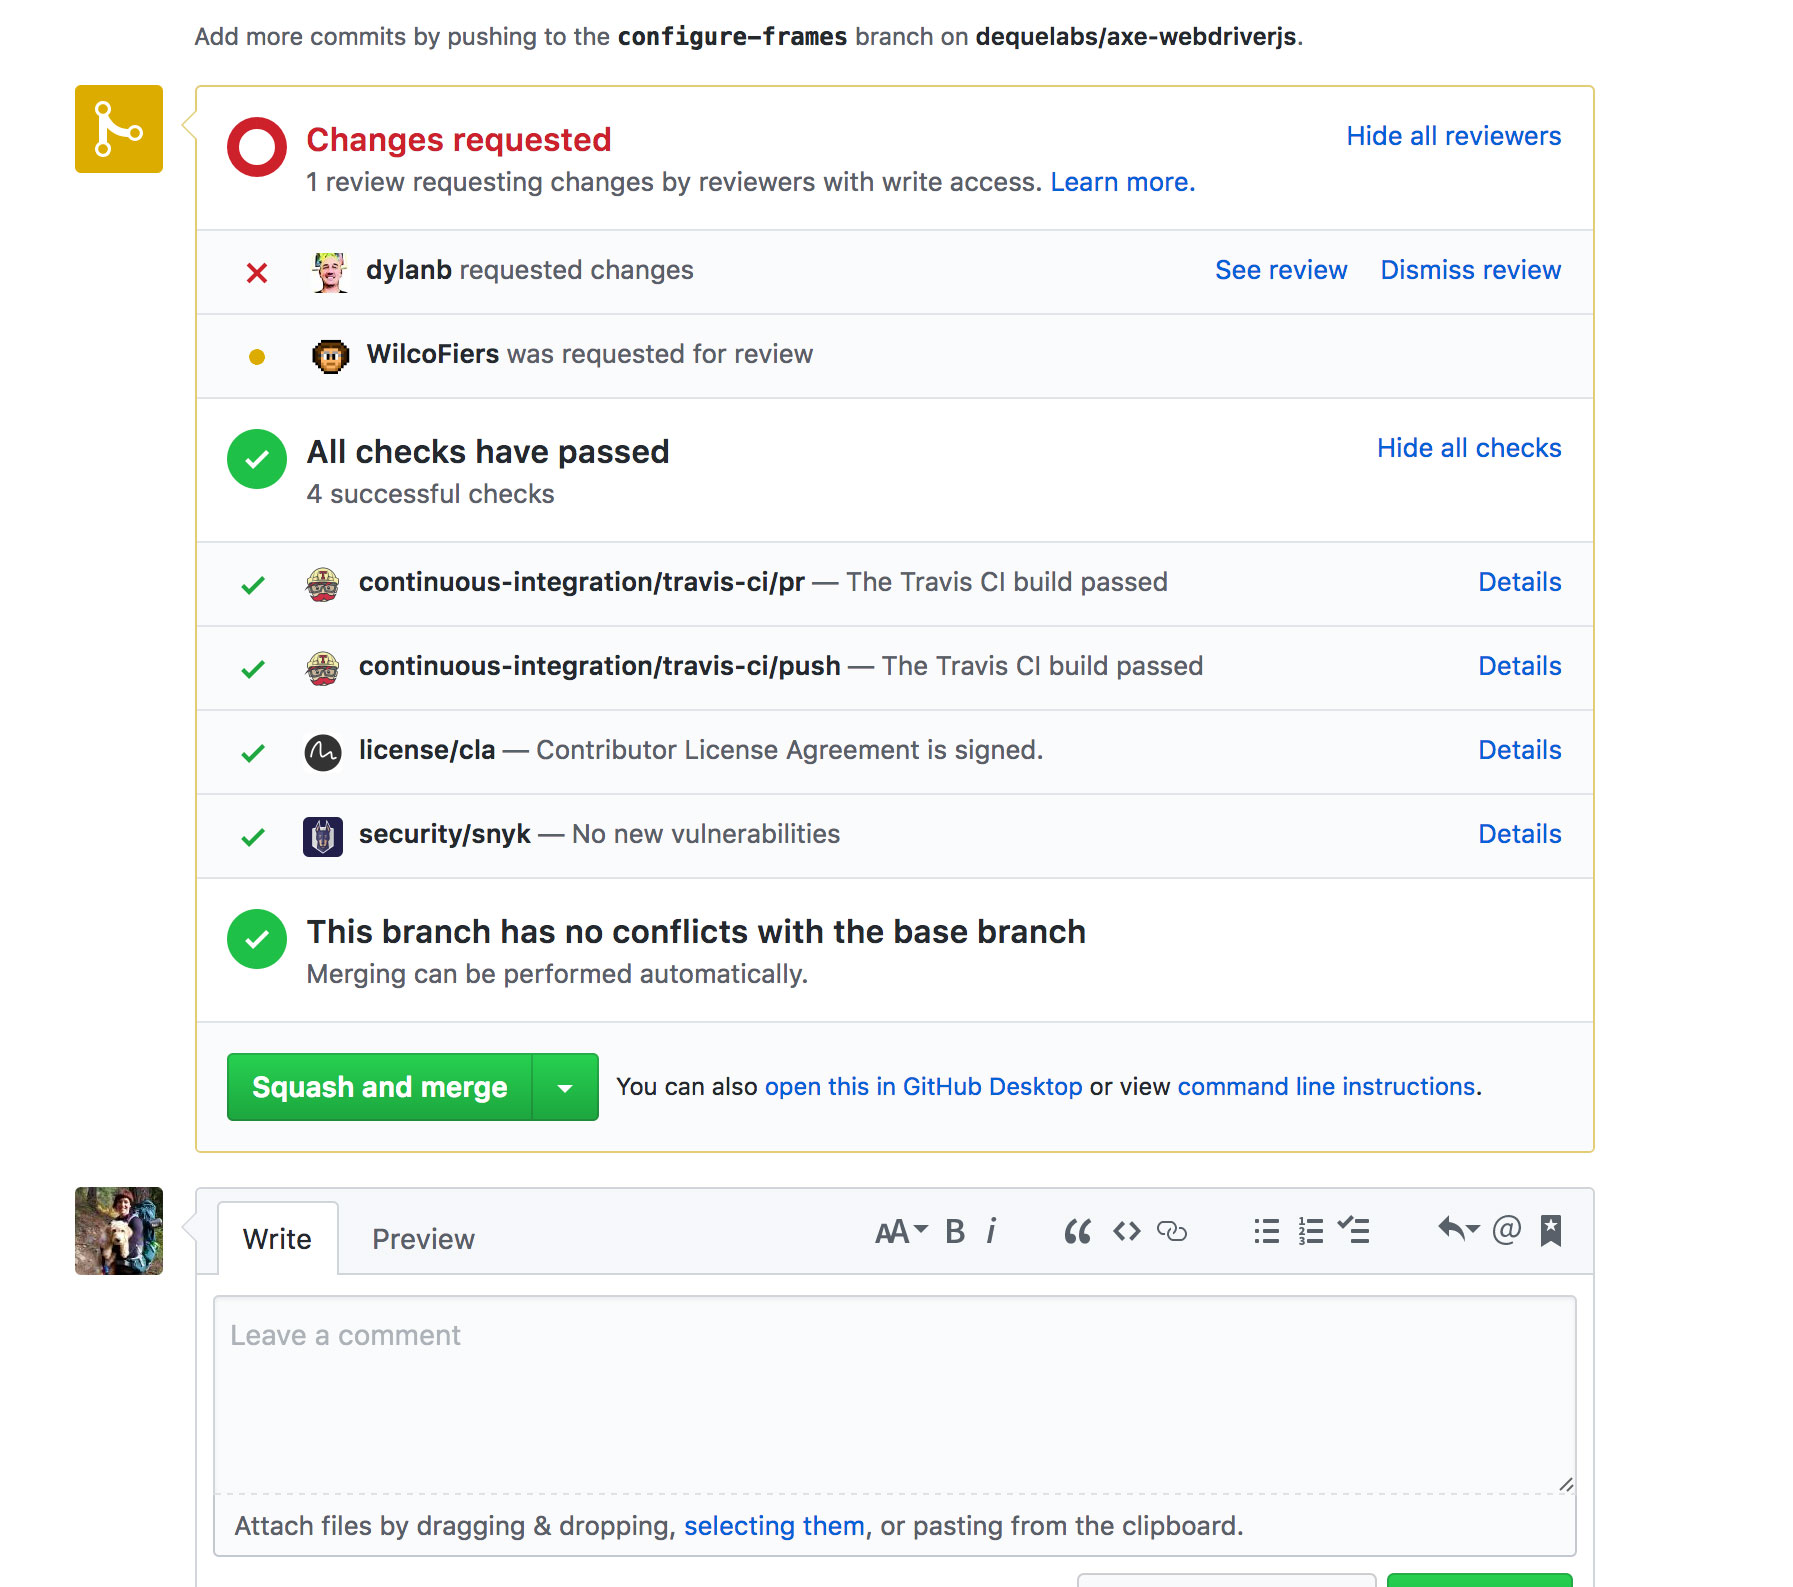 Add more commits by pushing to the configure-frames branch on dequelabs/axe-webdriverjs.
Changes requested
Hide all reviewers
1 review requesting changes by reviewers with write access. Learn more.
dylanb requested changes
See review
Dismiss review
WilcoFiers was requested for review
All checks have passed
Hide all checks
4 successful checks
continuous-integration/travis-ci/pr — The Travis CI build passed
Details
continuous-integration/travis-ci/push — The Travis CI build passed
Details
license/cla — Contributor License Agreement is signed.
Details
security/snyk — No new vulnerabilities
Details
This branch has no conflicts with the base branch
Merging can be performed automatically.
Squash and merge
You can also open this in GitHub Desktop or view command line instructions.
Write
Preview
AA B i
Leave a comment
Attach files by dragging & dropping, selecting them, or pasting from the clipboard.